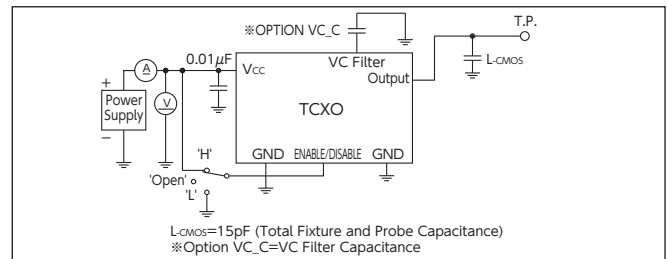 ※OPTION VC_C
T.P.
0.01μF
VCC
VC Filter
Output
L-CMOS
A
+
Power
Supply
−
V
TCXO
'H'
GND ENABLE/DISABLE GND
'Open'
'L'
L-CMOS=15pF (Total Fixture and Probe Capacitance)
※Option VC_C=VC Filter Capacitance